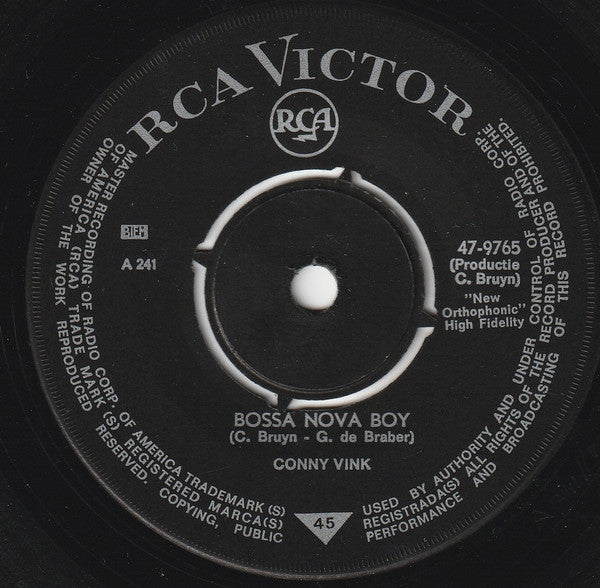 RCA VICTOR
RCA
BIEM
A 241
47-9765
(Productie
C. Bruyn)
"New
Orthophonic"
High Fidelity
BOSSA NOVA BOY
(C. Bruyn - G. de Braber)
CONNY VINK
45
MASTER RECORDING OF RADIO CORP. OF AMERICA TRADEMARK(S)
OF AMERICA (RCA) TRADE MARK(S) REGISTERED MARCA(S)
OWNER OF THE WORK REPRODUCED RESERVED. COPYING, PUBLIC
USED BY AUTHORITY AND UNDER CONTROL OF RADIO CORP.
REGISTRADA(S) ALL RIGHTS OF THE RECORD PRODUCER AND OF THE
PERFORMANCE AND BROADCASTING OF THIS RECORD PROHIBITED.